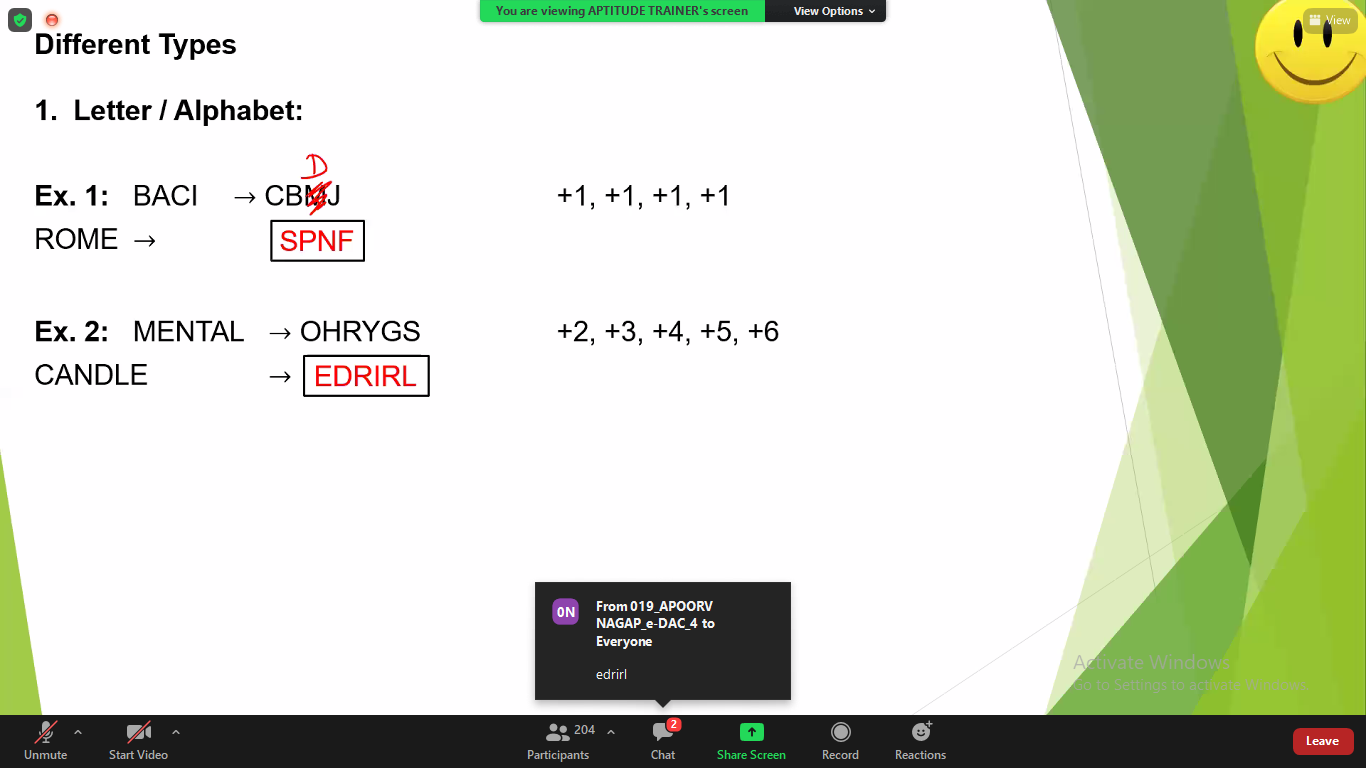 You are viewing APTITUDE TRAINER's screen View Options
View
Different Types
1. Letter / Alphabet:
D
Ex. 1: BACI → CBMJ +1, +1, +1, +1
ROME → SPNF
Ex. 2: MENTAL → OHRYGS +2, +3, +4, +5, +6
CANDLE → EDRIRL
0N From 019_APOORV
NAGAP_e-DAC_4 to
Everyone
edrirl
Activate Windows
Go to Settings to activate Windows.
204 2
Unmute Start Video Participants Chat Share Screen Record Reactions Leave